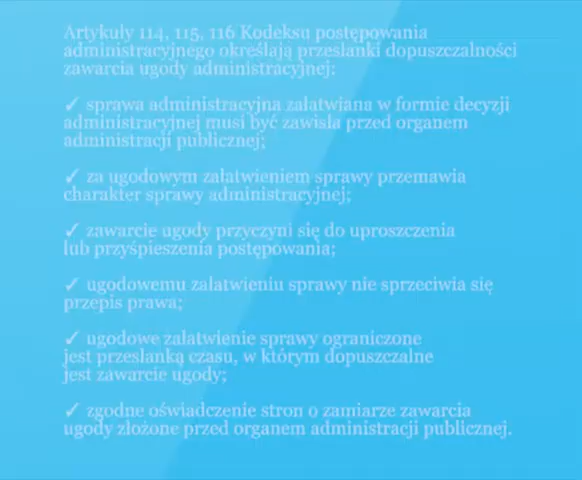 Artykuły 114, 115, 116 Kodeksu postępowania
administracyjnego określają przesłanki dopuszczalności
zawarcia ugody administracyjnej:
✓ sprawa administracyjna załatwiana w formie decyzji
administracyjnej musi być zawisła przed organem
administracji publicznej;
✓ za ugodowym załatwieniem sprawy przemawia
charakter sprawy administracyjnej;
✓ zawarcie ugody przyczyni się do uproszczenia
lub przyśpieszenia postępowania;
✓ ugodowemu załatwieniu sprawy nie sprzeciwia się
przepis prawa;
✓ ugodowe załatwienie sprawy ograniczone
jest przesłanką czasu, w którym dopuszczalne
jest zawarcie ugody;
✓ zgodne oświadczenie stron o zamiarze zawarcia
ugody złożone przed organem administracji publicznej.